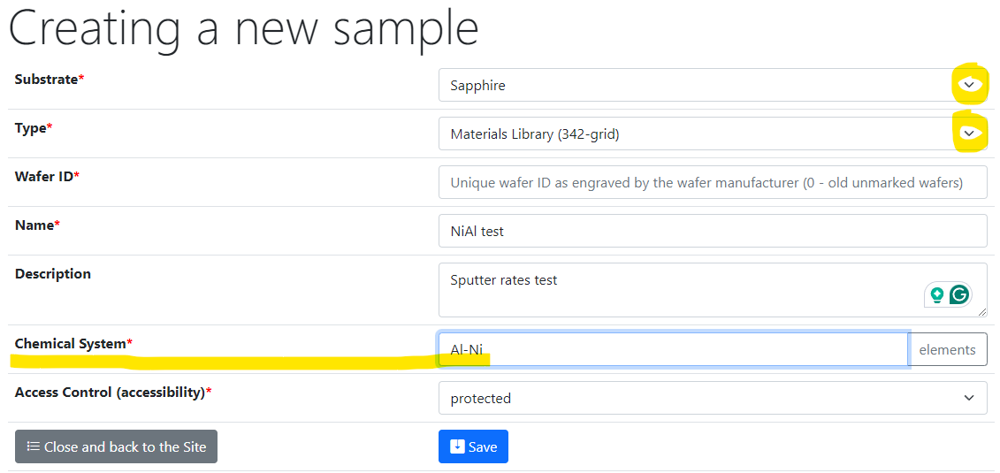 Creating a new sample
Substrate* Sapphire
Type* Materials Library (342-grid)
Wafer ID* Unique wafer ID as engraved by the wafer manufacturer (0 - old unmarked wafers)
Name* NiAl test
Description Sputter rates test
Chemical System* Al-Ni elements
Access Control (accessibility)* protected
Close and back to the Site Save